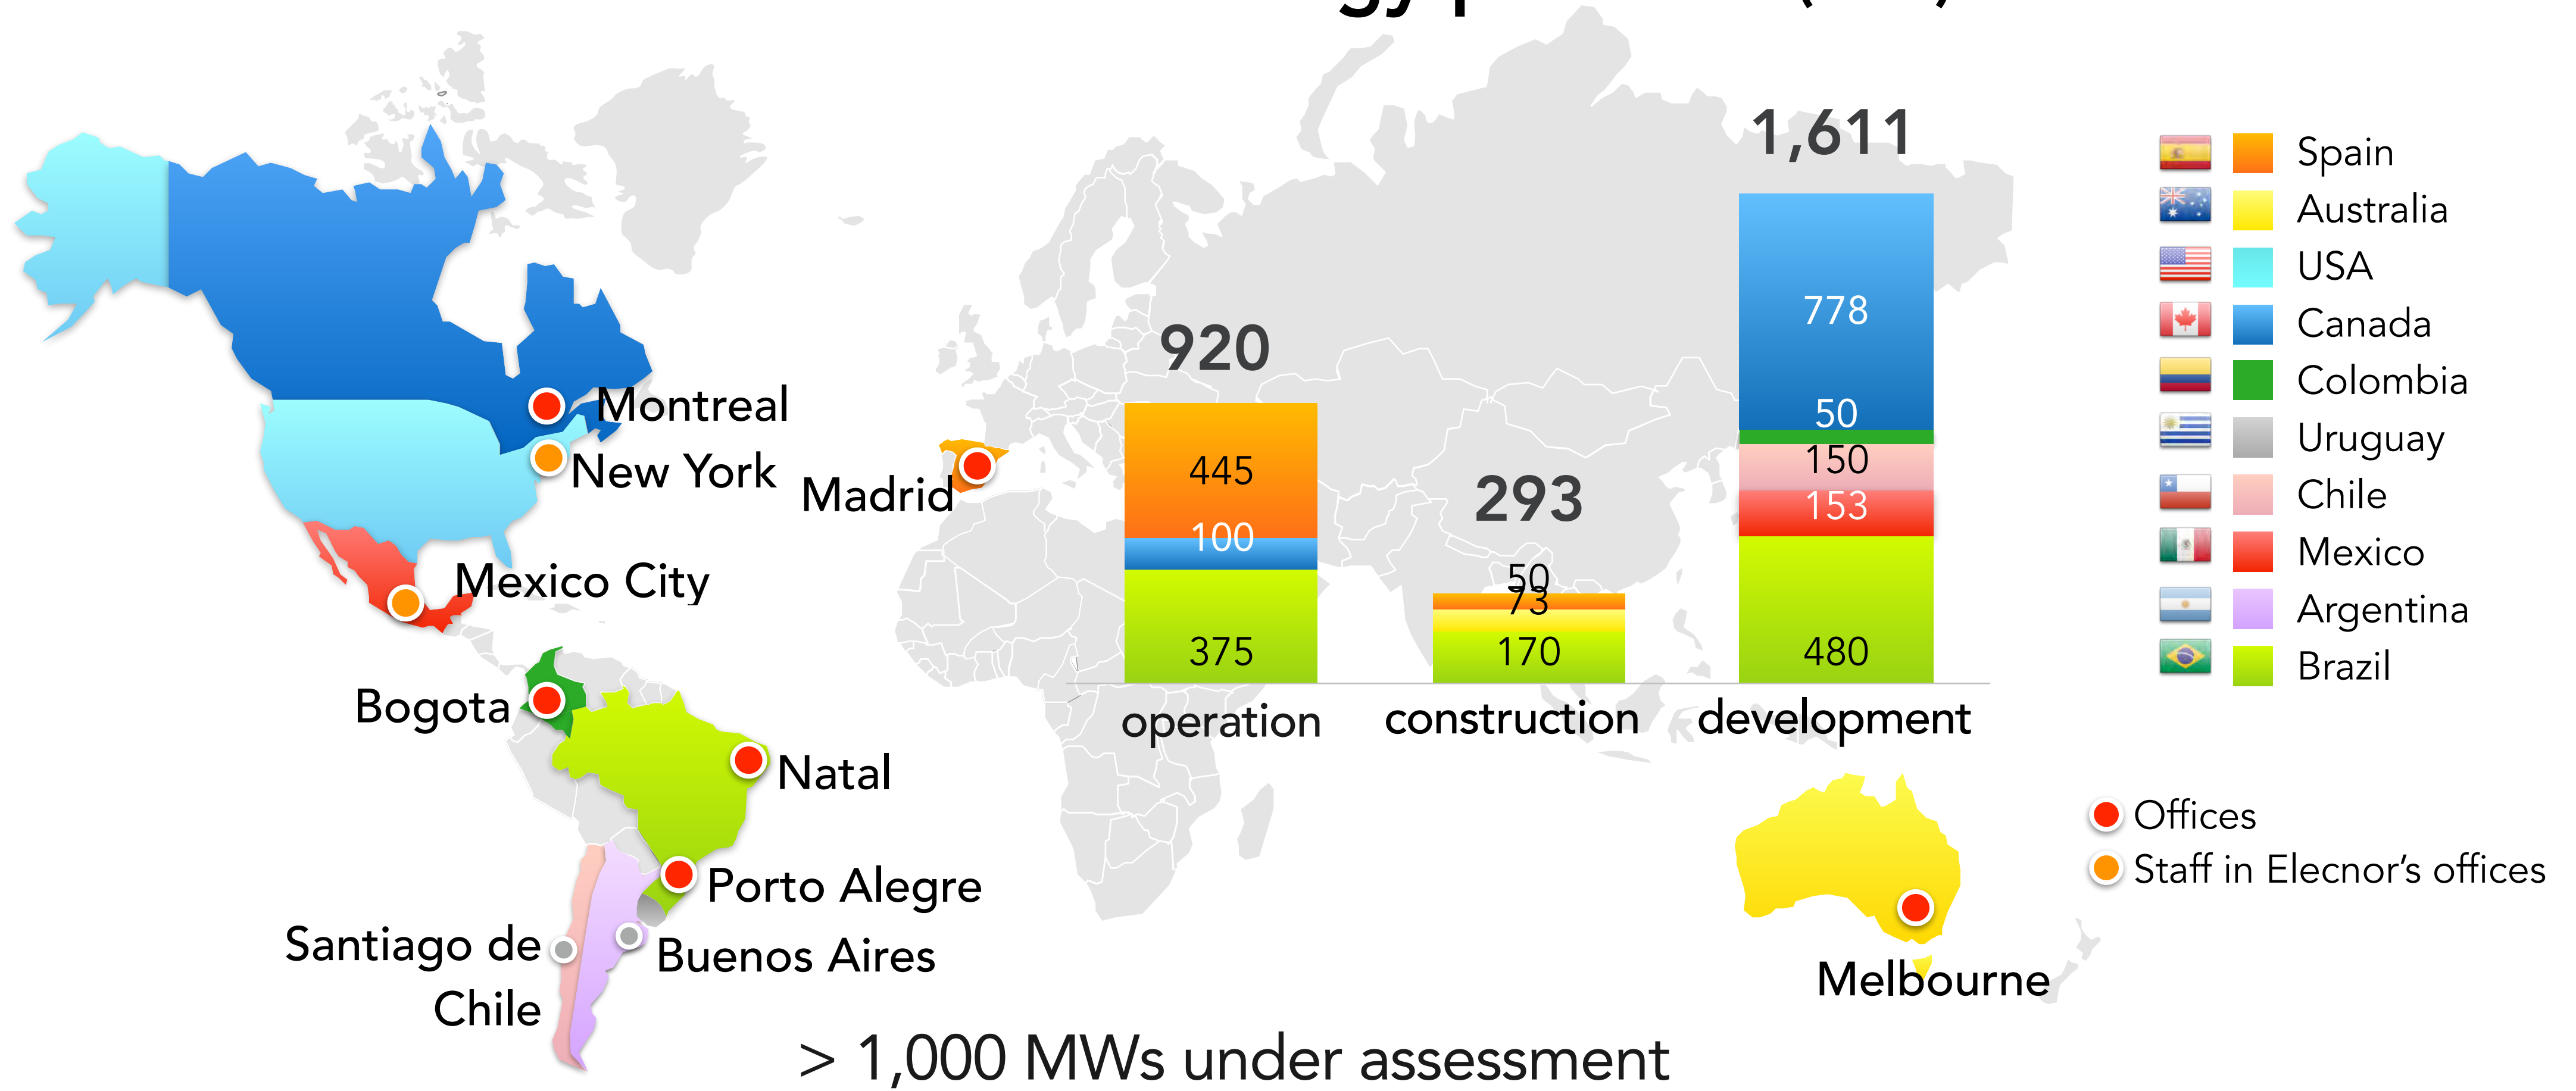 1,611
Spain
Australia
USA
778
Canada
920
50
Colombia
Montreal
150
Uruguay
New York
445
Madrid
293
153
Chile
100
Mexico City
50
73
Mexico
375
170
480
Argentina
Brazil
Bogota
operation
construction
development
Natal
Offices
Porto Alegre
Staff in Elecnor's offices
Santiago de
Chile
Buenos Aires
Melbourne
> 1,000 MWs under assessment